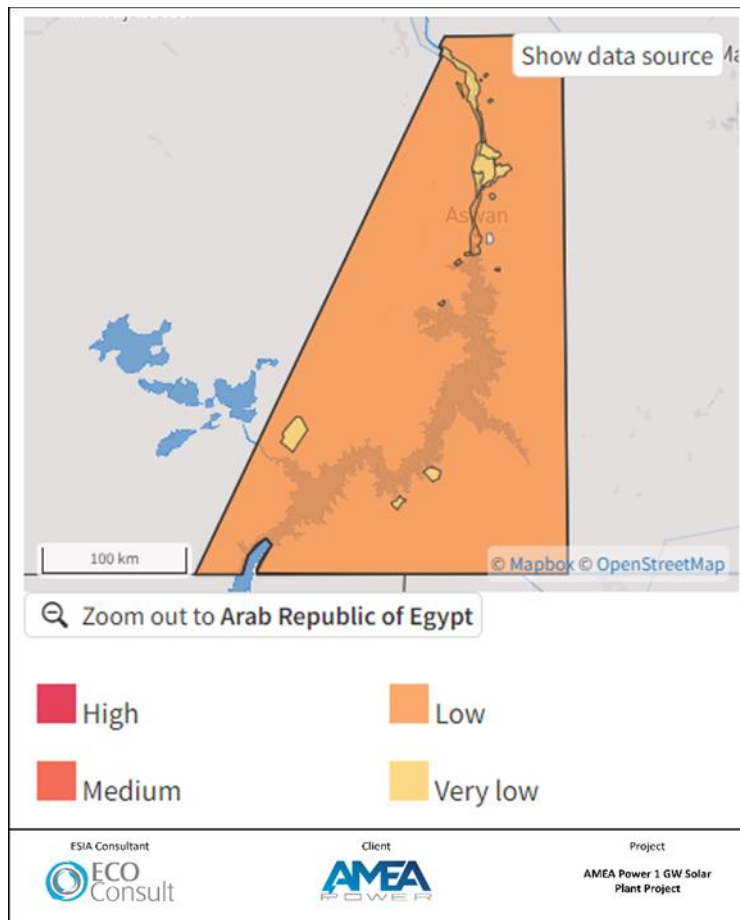 Show data source
Ma
Aswan
100 km
© Mapbox © OpenStreetMap
Zoom out to Arab Republic of Egypt
High
Low
Medium
Very low
ESIA Consultant
Client
Project
ECO
Consult
AMEA
POWER
AMEA Power 1 GW Solar
Plant Project